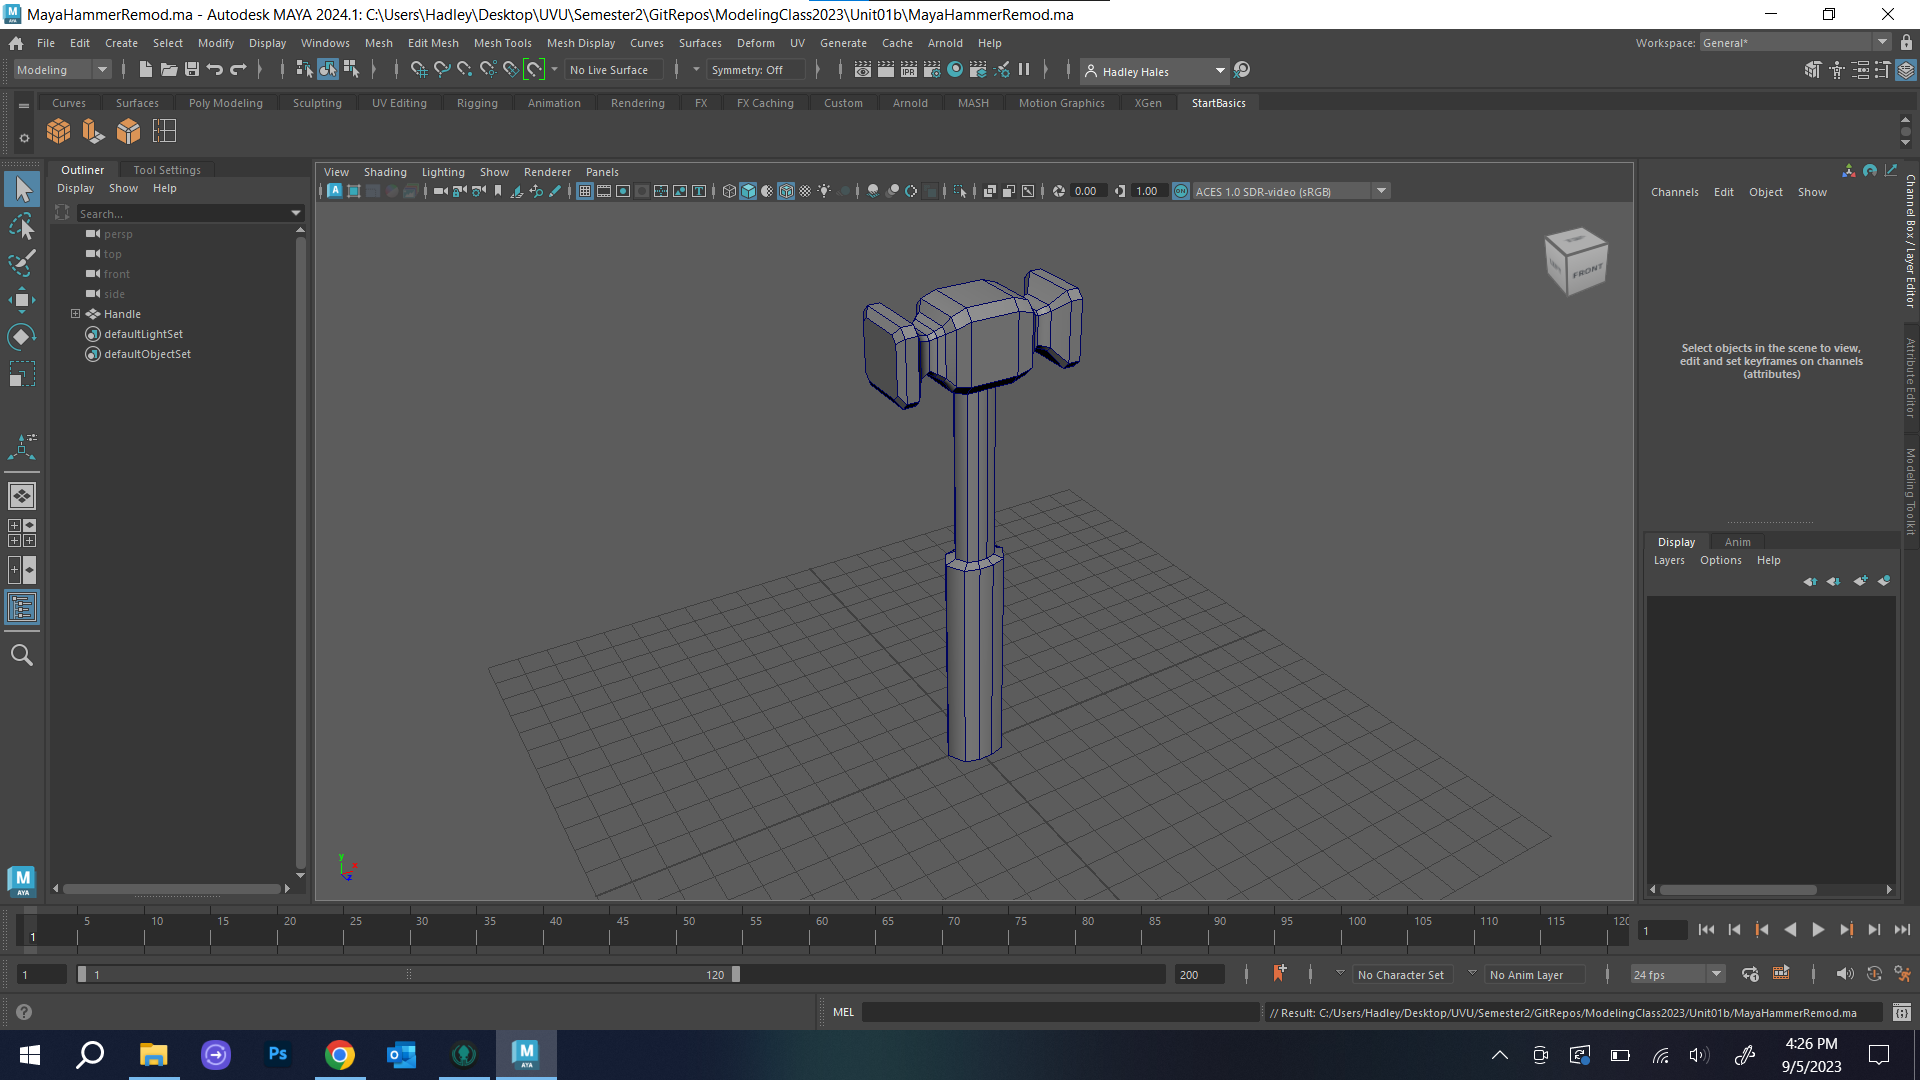 MayaHammerRemod.ma - Autodesk MAYA 2024.1: C:\Users\Hadley\Desktop\UVU\Semester2\GitRepos\ModelingClass2023\Unit01b\MayaHammerRemod.ma
File Edit Create Select Modify Display Windows Mesh Edit Mesh Mesh Tools Mesh Display Curves Surfaces Deform UV Generate Cache Arnold Help Workspace: General*
Modeling No Live Surface Symmetry: Off IPR Hadley Hales
Curves Surfaces Poly Modeling Sculpting UV Editing Rigging Animation Rendering FX FX Caching Custom Arnold MASH Motion Graphics XGen StartBasics
Outliner Tool Settings
Display Show Help
Search...
persp
top
front
side
Handle
defaultLightSet
defaultObjectSet
View Shading Lighting Show Renderer Panels
0.00 1.00 ON ACES 1.0 SDR-video (sRGB)
FRONT
y
x
z
Channels Edit Object Show
Select objects in the scene to view,
edit and set keyframes on channels
(attributes)
Channel Box / Layer Editor
Attribute Editor
Modeling Toolkit
Display Anim
Layers Options Help
M
AYA
5 10 15 20 25 30 35 40 45 50 55 60 65 70 75 80 85 90 95 100 105 110 115 120
1
1
1 1 120 200 No Character Set No Anim Layer 24 fps
MEL // Result: C:/Users/Hadley/Desktop/UVU/Semester2/GitRepos/ModelingClass2023/Unit01b/MayaHammerRemod.ma
Ps
M
AYA
4:26 PM
9/5/2023